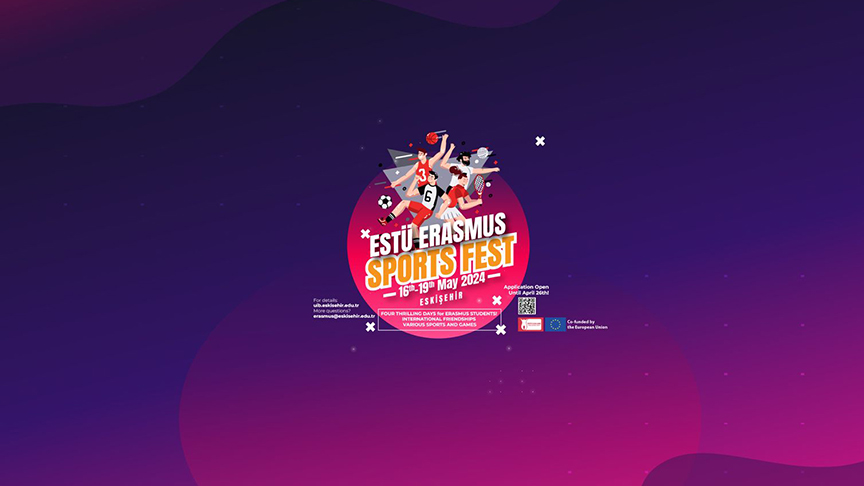 3
6
ESTÜ ERASMUS
SPORTS FEST
16th-19th May 2024
ESKİŞEHİR
Application Open
Until April 26th!
For details:
uib.eskisehir.edu.tr
More questions?
erasmus@eskisehir.edu.tr
FOUR THRILLING DAYS for ERASMUS STUDENTS!
INTERNATIONAL FRIENDSHIPS
VARIOUS SPORTS AND GAMES
Co-funded by
the European Union